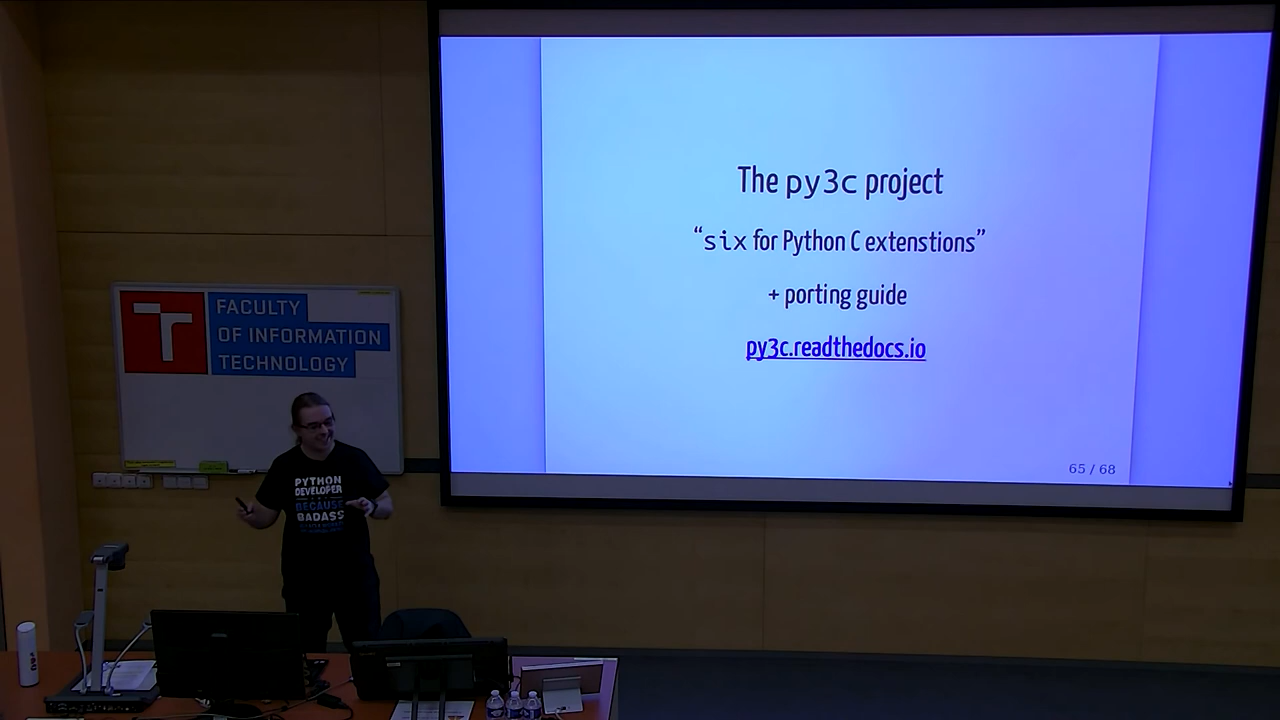 The py3c project
“six for Python C extenstions”
+ porting guide
py3c.readthedocs.io
65 / 68
FACULTY
OF INFORMATION
TECHNOLOGY
PYTHON
DEVELOPER
BECAUSE
BADASS